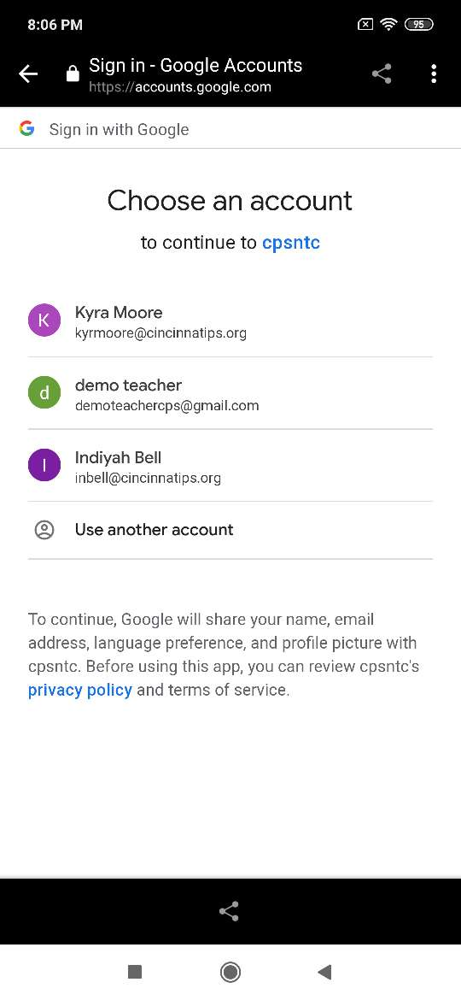 8:06 PM
95
Sign in - Google Accounts
https://accounts.google.com
G Sign in with Google
Choose an account
to continue to cpsntc
K Kyra Moore
kyrmoore@cincinnatips.org
d demo teacher
demoteachercps@gmail.com
I Indiyah Bell
inbell@cincinnatips.org
Use another account
To continue, Google will share your name, email
address, language preference, and profile picture with
cpsntc. Before using this app, you can review cpsntc's
privacy policy and terms of service.